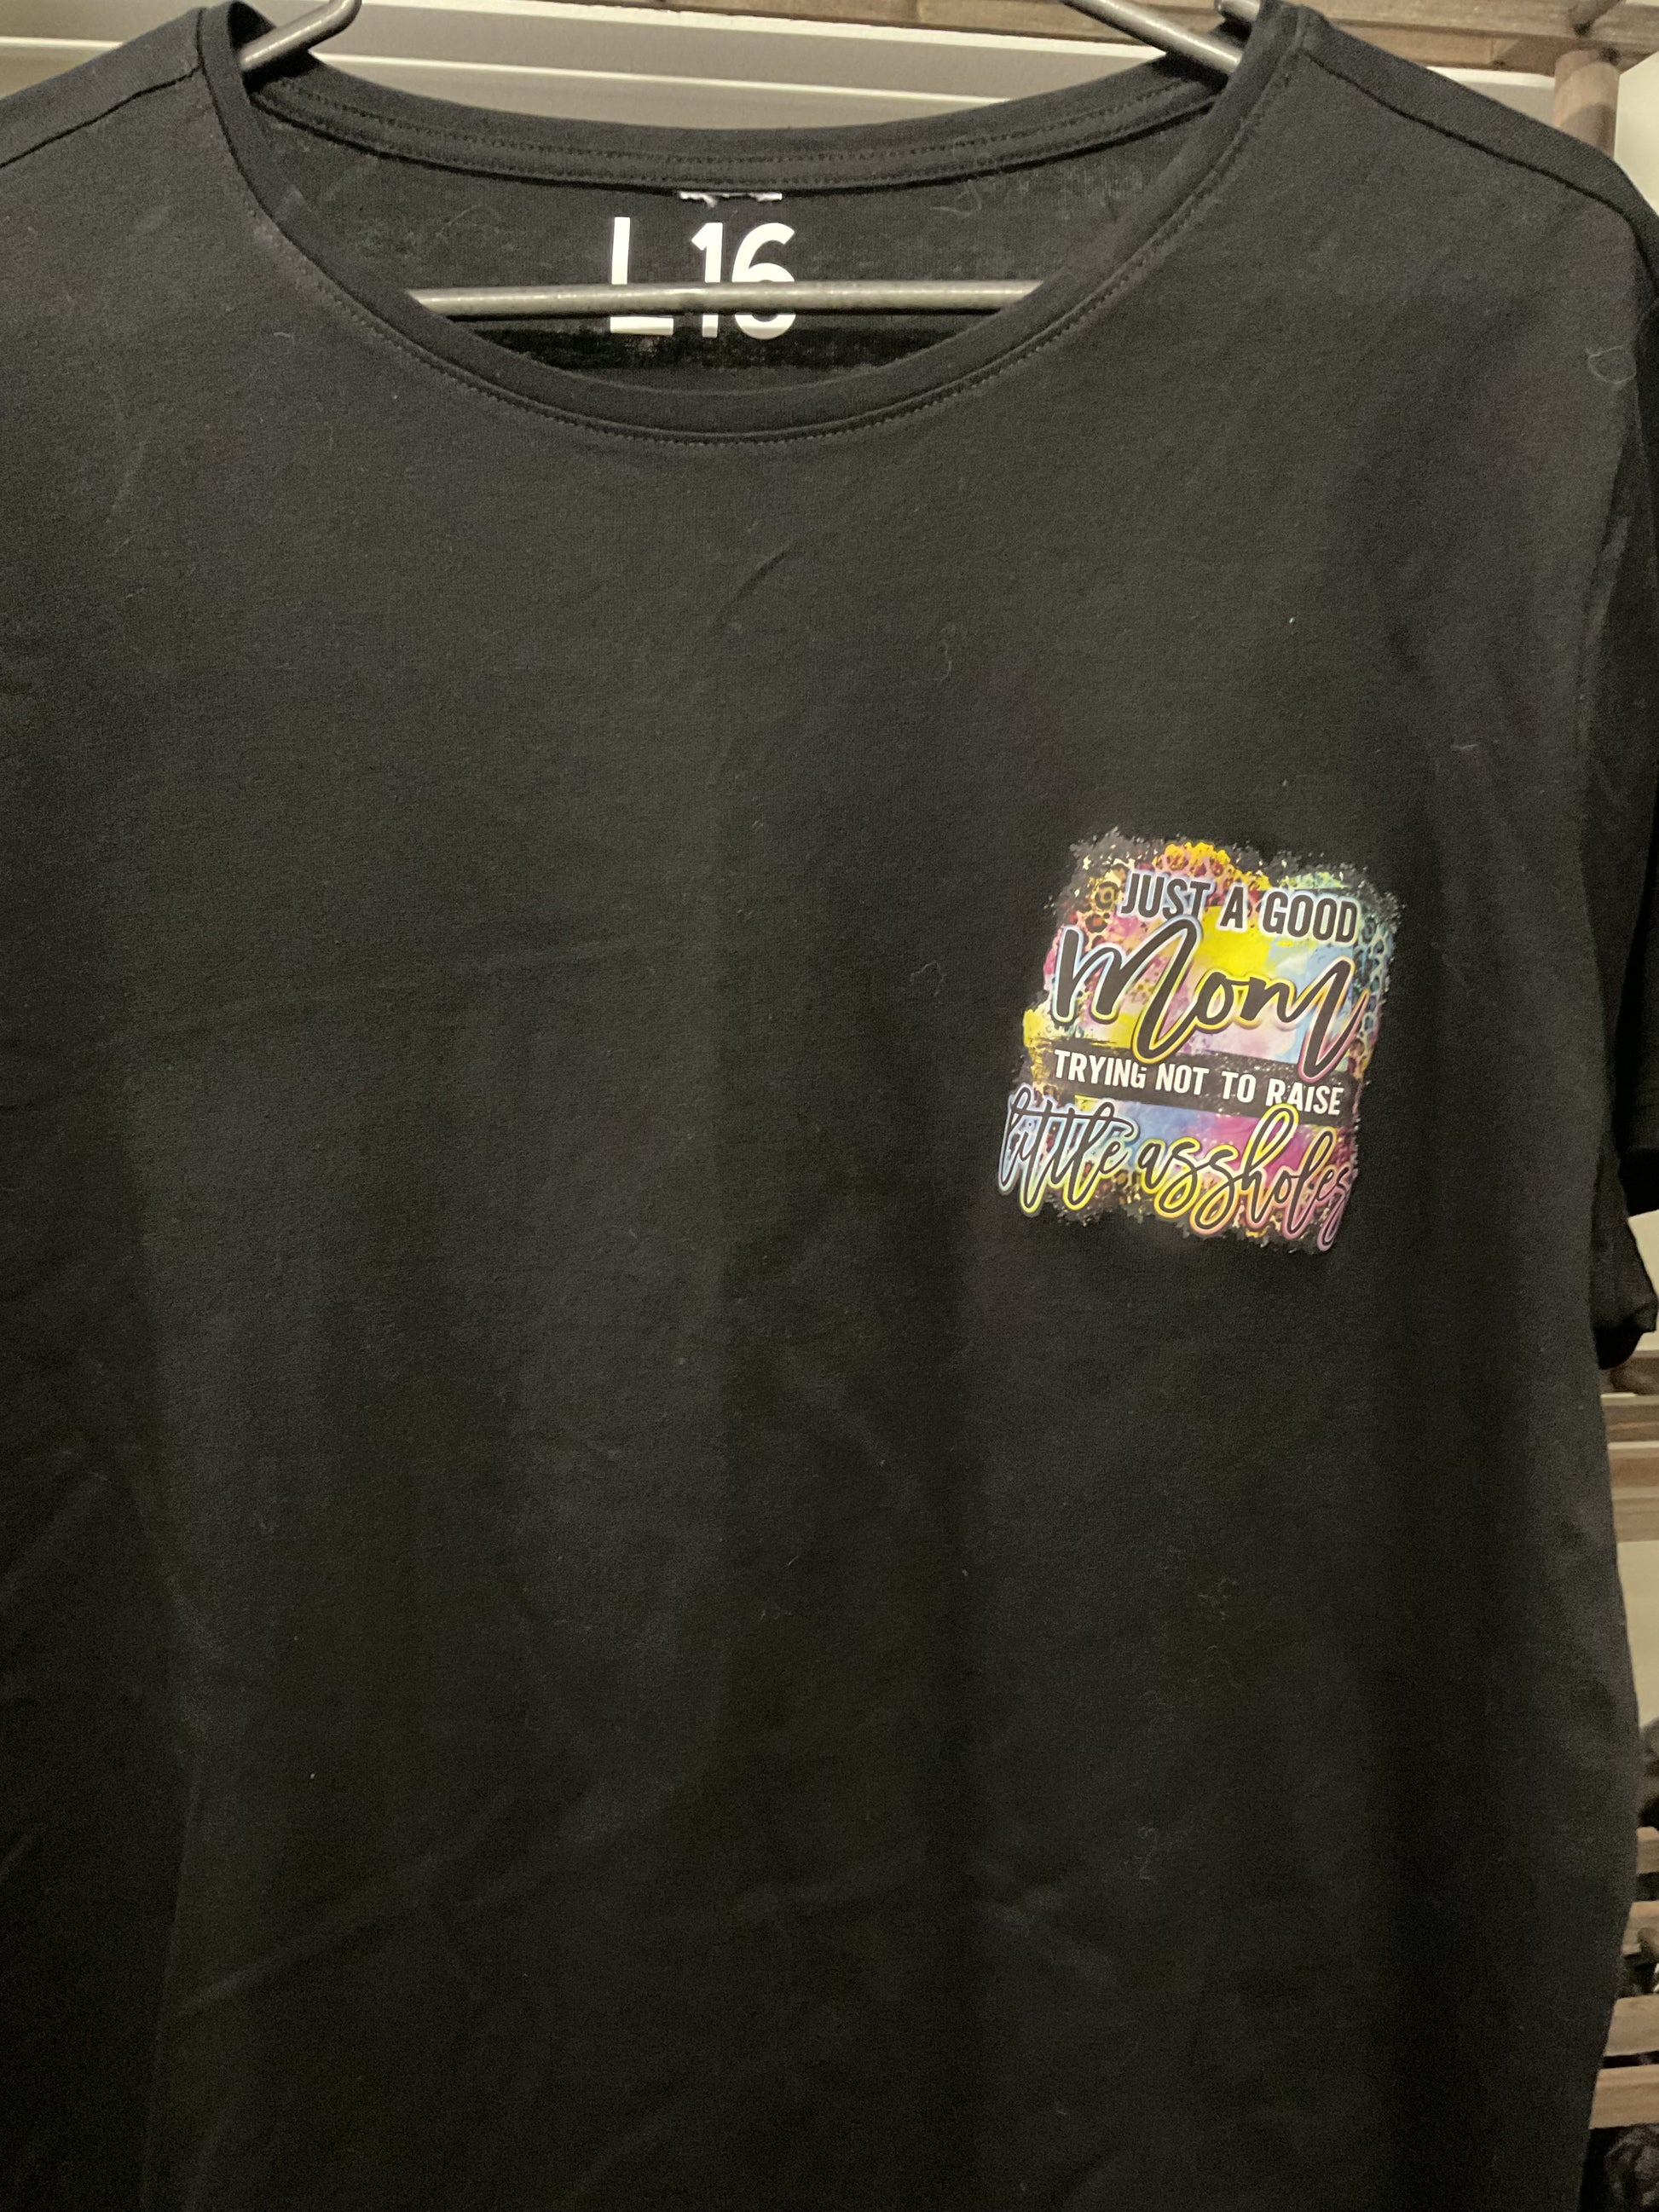 L 16
JUST A GOOD
Mom
TRYING NOT TO RAISE
little assholes